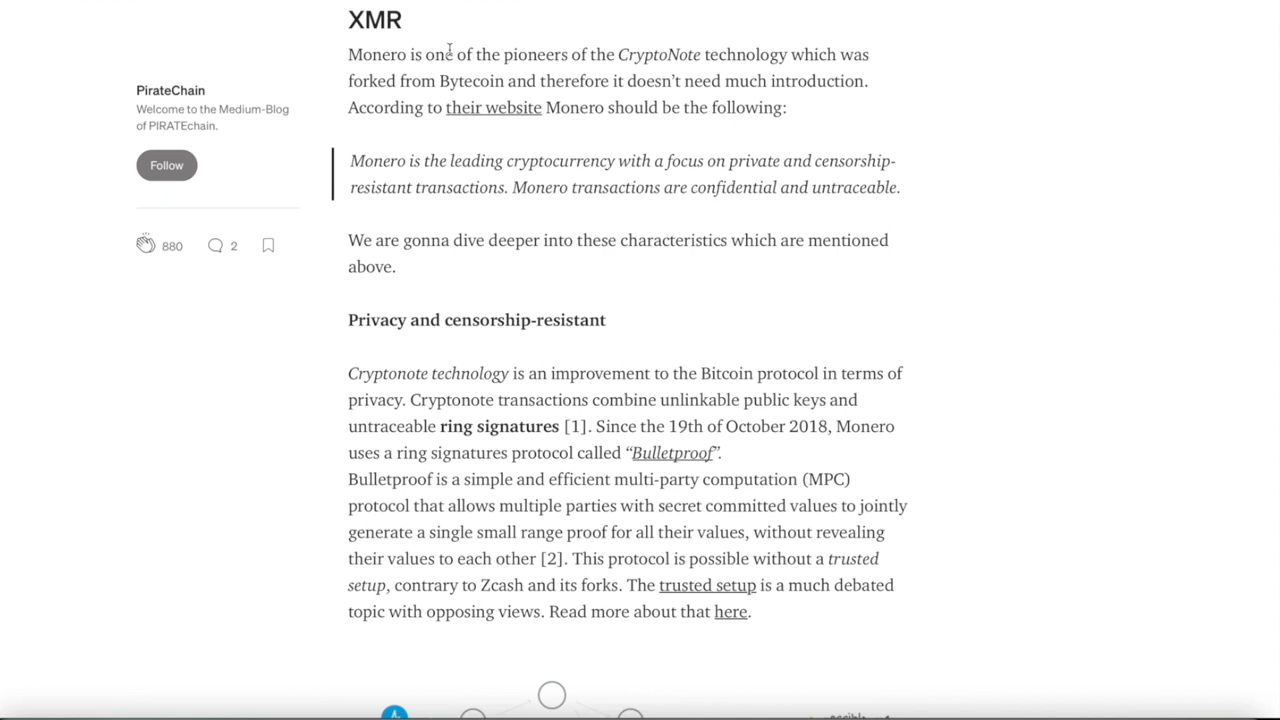 XMR
Monero is one of the pioneers of the CryptoNote technology which was
forked from Bytecoin and therefore it doesn’t need much introduction.
According to their website Monero should be the following:
PirateChain
Welcome to the Medium-Blog
of PIRATEchain.
Follow
880 2
Monero is the leading cryptocurrency with a focus on private and censorship-
resistant transactions. Monero transactions are confidential and untraceable.
We are gonna dive deeper into these characteristics which are mentioned
above.
Privacy and censorship-resistant
Cryptonote technology is an improvement to the Bitcoin protocol in terms of
privacy. Cryptonote transactions combine unlinkable public keys and
untraceable ring signatures [1]. Since the 19th of October 2018, Monero
uses a ring signatures protocol called “Bulletproof”.
Bulletproof is a simple and efficient multi-party computation (MPC)
protocol that allows multiple parties with secret committed values to jointly
generate a single small range proof for all their values, without revealing
their values to each other [2]. This protocol is possible without a trusted
setup, contrary to Zcash and its forks. The trusted setup is a much debated
topic with opposing views. Read more about that here.